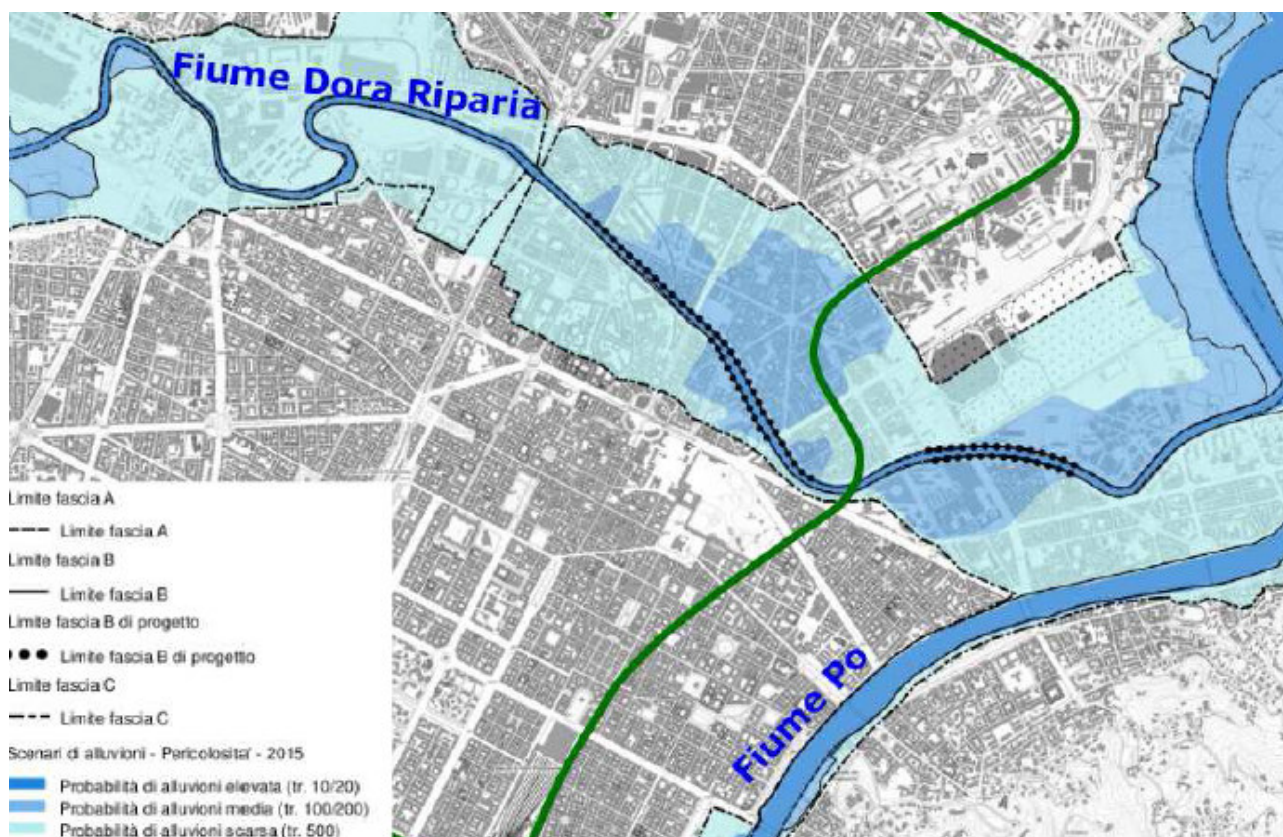 Fiume Dora Riparia
Fiume Po
Limite fascia A
Limite fascia A
Limite fascia B
Limite fascia B
Limite fascia B di progetto
Limite fascia B di progetto
Limite fascia C
Limite fascia C
Scenari di alluvioni - Pericolosita' - 2015
Probabilità di alluvioni elevata (tr. 10/20)
Probabilità di alluvioni media (tr. 100/200)
Probabilità di alluvioni scarsa (tr. 500)